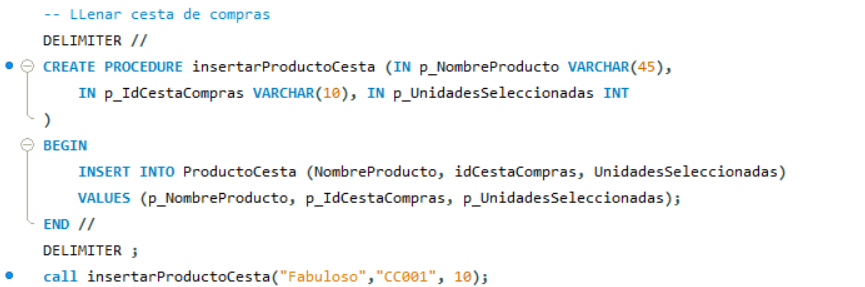 -- LLenar cesta de compras
DELIMITER //
CREATE PROCEDURE insertarProductoCesta (IN p_NombreProducto VARCHAR(45),
IN p_IdCestaCompras VARCHAR(10), IN p_UnidadesSeleccionadas INT
)
BEGIN
INSERT INTO ProductoCesta (NombreProducto, idCestaCompras, UnidadesSeleccionadas)
VALUES (p_NombreProducto, p_IdCestaCompras, p_UnidadesSeleccionadas);
END //
DELIMITER ;
call insertarProductoCesta("Fabuloso","CC001", 10);